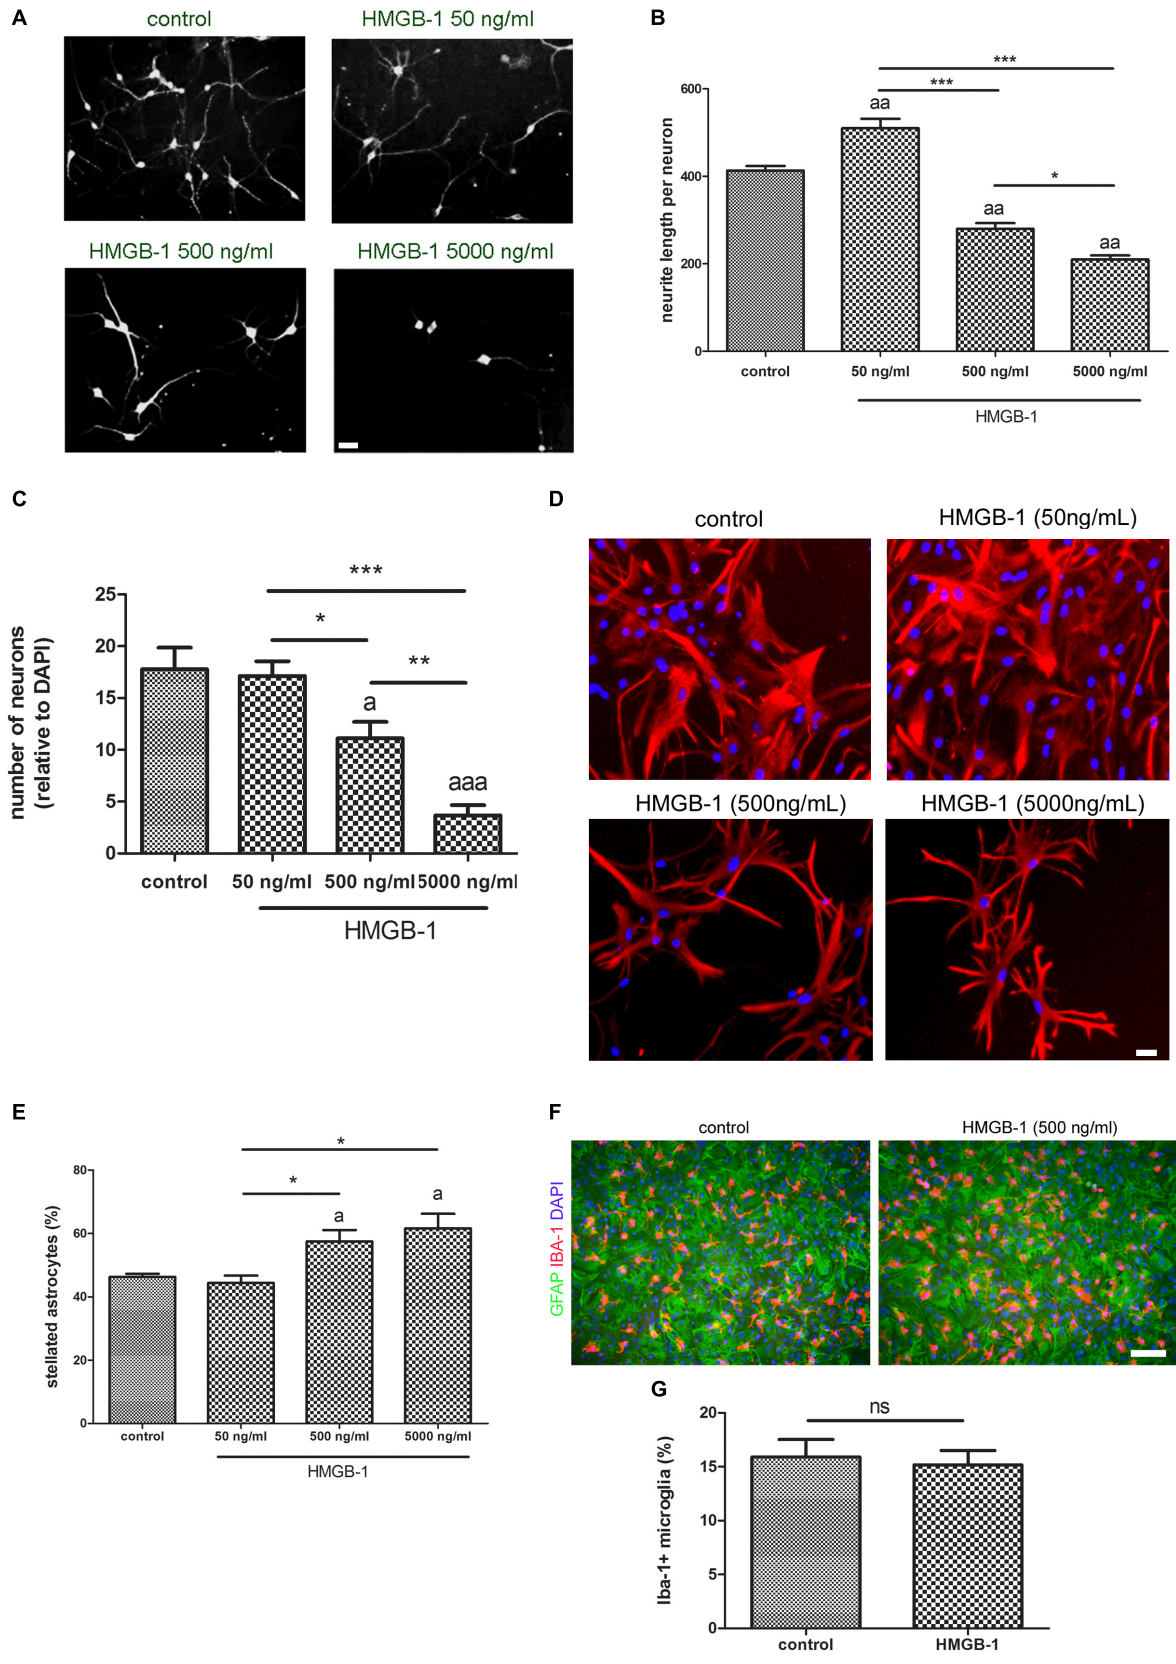 A
control
HMGB-1 50 ng/ml
HMGB-1 500 ng/ml
HMGB-1 5000 ng/ml
B
neurite length per neuron
600
400
200
0
***
***
*
aa
aa
aa
control
50 ng/ml
500 ng/ml
5000 ng/ml
HMGB-1
C
number of neurons
(relative to DAPI)
25
20
15
10
5
0
***
*
**
a
aaa
control
50 ng/ml
500 ng/ml
5000 ng/ml
HMGB-1
D
control
HMGB-1 (50ng/mL)
HMGB-1 (500ng/mL)
HMGB-1 (5000ng/mL)
E
stellated astrocytes (%)
80
60
40
20
0
*
*
a
a
control
50 ng/ml
500 ng/ml
5000 ng/ml
HMGB-1
F
control
HMGB-1 (500 ng/ml)
GFAP IBA-1 DAPI
G
Iba-1+ microglia (%)
20
15
10
5
0
ns
control
HMGB-1